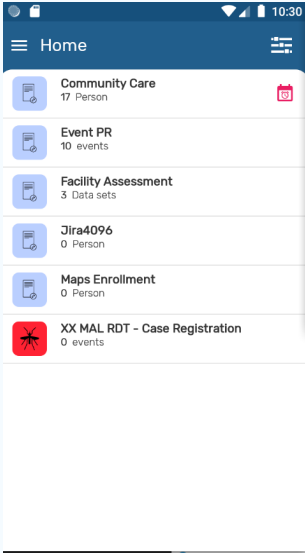 10:30
Home
Community Care
17 Person
Event PR
10 events
Facility Assessment
3 Data sets
Jira4096
0 Person
Maps Enrollment
0 Person
XX MAL RDT - Case Registration
0 events